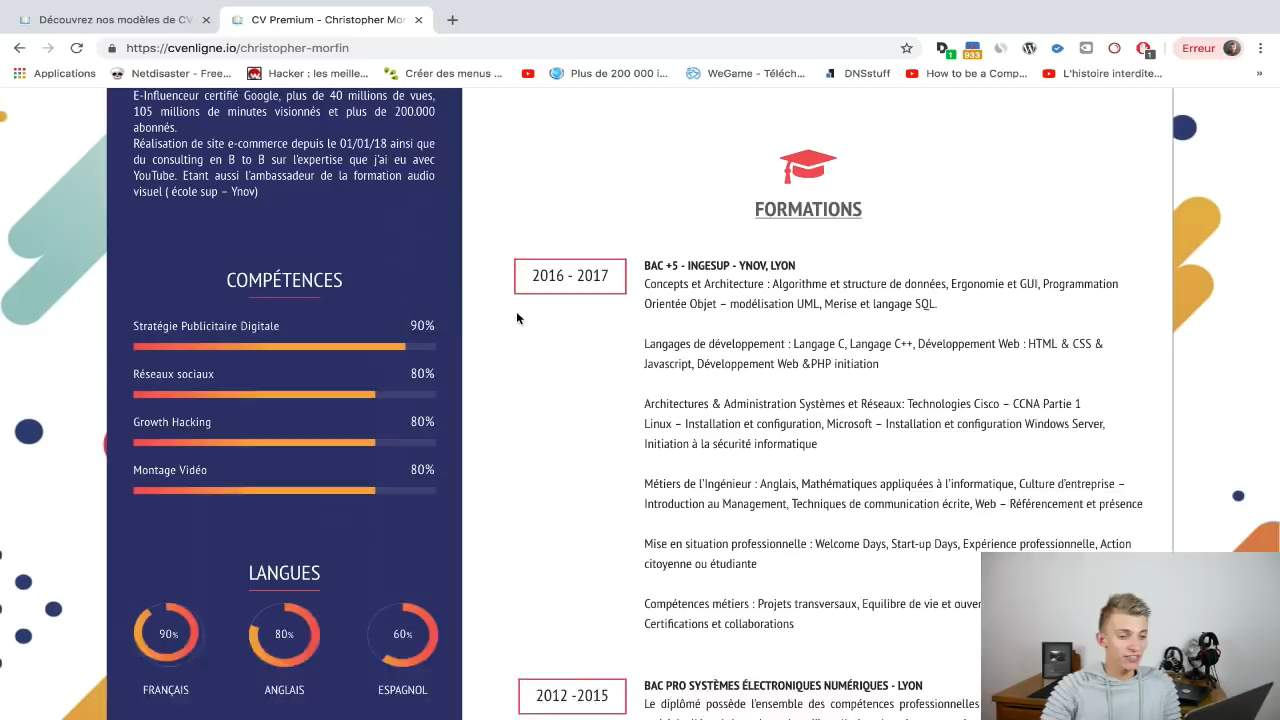 Découvrez nos modèles de CV
CV Premium - Christopher Mor
https://cvenligne.io/christopher-morfin
1
933
1
Erreur
Applications
Netdisaster - Free...
Hacker : les meille...
Créer des menus ...
Plus de 200 000 i...
WeGame - Téléch...
DNSstuff
How to be a Comp...
L'histoire interdite...
»
E-Influenceur certifié Google, plus de 40 millions de vues,
105 millions de minutes visionnés et plus de 200.000
abonnés.
Réalisation de site e-commerce depuis le 01/01/18 ainsi que
du consulting en B to B sur l'expertise que j'ai eu avec
YouTube. Etant aussi l'ambassadeur de la formation audio
visuel ( école sup – Ynov)
COMPÉTENCES
Stratégie Publicitaire Digitale 90%
Réseaux sociaux 80%
Growth Hacking 80%
Montage Vidéo 80%
LANGUES
90% 80% 60%
FRANÇAIS ANGLAIS ESPAGNOL
FORMATIONS
2016 - 2017
BAC +5 - INGESUP - YNOV, LYON
Concepts et Architecture : Algorithme et structure de données, Ergonomie et GUI, Programmation
Orientée Objet – modélisation UML, Merise et langage SQL.
Langages de développement : Langage C, Langage C++, Développement Web : HTML & CSS &
Javascript, Développement Web &PHP initiation
Architectures & Administration Systèmes et Réseaux: Technologies Cisco – CCNA Partie 1
Linux – Installation et configuration, Microsoft – Installation et configuration Windows Server,
Initiation à la sécurité informatique
Métiers de l'Ingénieur : Anglais, Mathématiques appliquées à l'informatique, Culture d'entreprise –
Introduction au Management, Techniques de communication écrite, Web – Référencement et présence
Mise en situation professionnelle : Welcome Days, Start-up Days, Expérience professionnelle, Action
citoyenne ou étudiante
Compétences métiers : Projets transversaux, Equilibre de vie et ouver
Certifications et collaborations
2012 -2015
BAC PRO SYSTÈMES ÉLECTRONIQUES NUMÉRIQUES - LYON
Le diplômé possède l'ensemble des compétences professionnelles